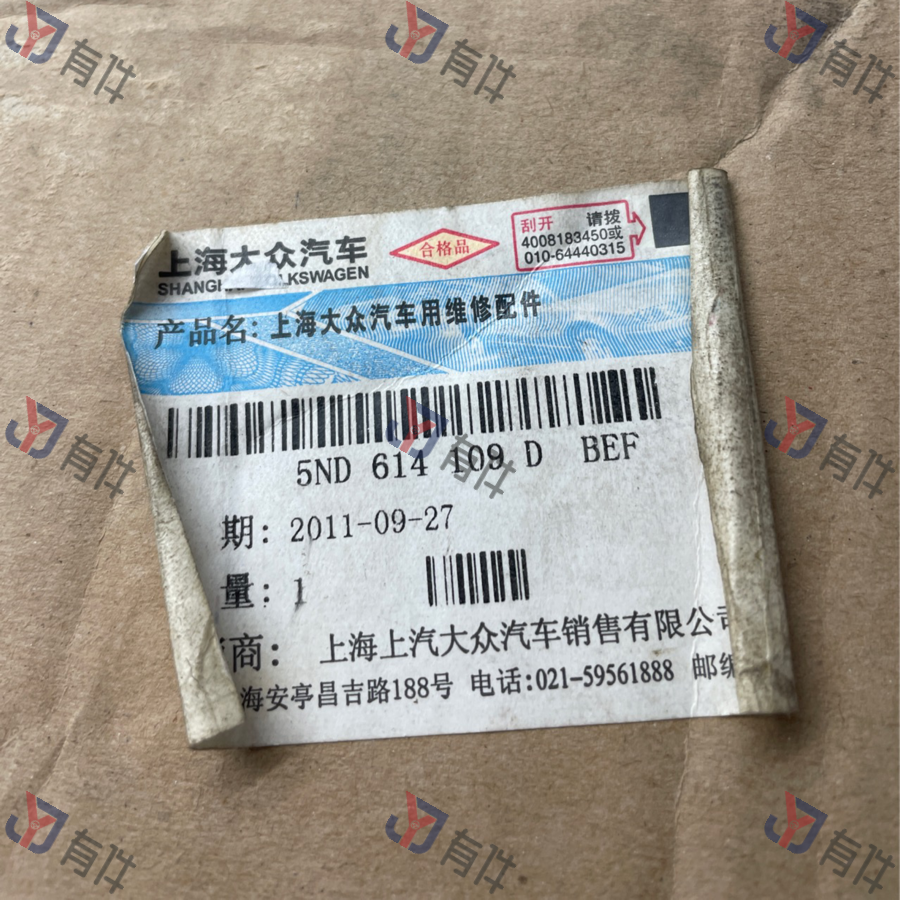 上海大众汽车
合格品
刮开 请拨
4008183450或
010-64440315
产品名: 上海大众汽车用维修配件
5ND 614 109 D BEF
期: 2011-09-27
量: 1
商: 上海上汽大众汽车销售有限公司
海安亭昌吉路188号 电话:021-59561888 邮编
有件
有件
有件
有件
有件
有件
有件
有件
有件